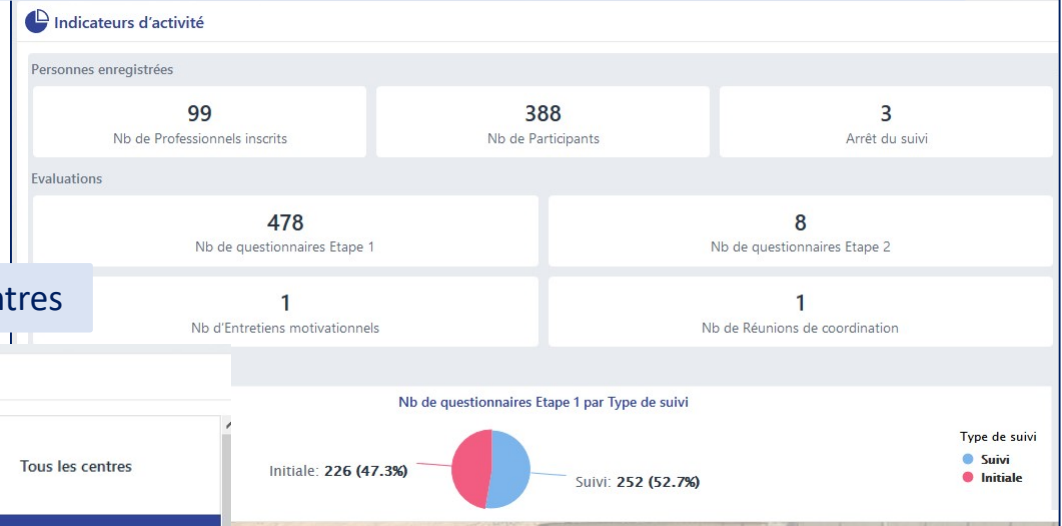 Indicateurs d'activité
Personnes enregistrées
99
Nb de Professionnels inscrits
388
Nb de Participants
3
Arrêt du suivi
Evaluations
478
Nb de questionnaires Etape 1
8
Nb de questionnaires Etape 2
ntres
1
Nb d'Entretiens motivationnels
1
Nb de Réunions de coordination
Tous les centres
Nb de questionnaires Etape 1 par Type de suivi
Initiale: 226 (47.3%)
Suivi: 252 (52.7%)
Type de suivi
Suivi
Initiale